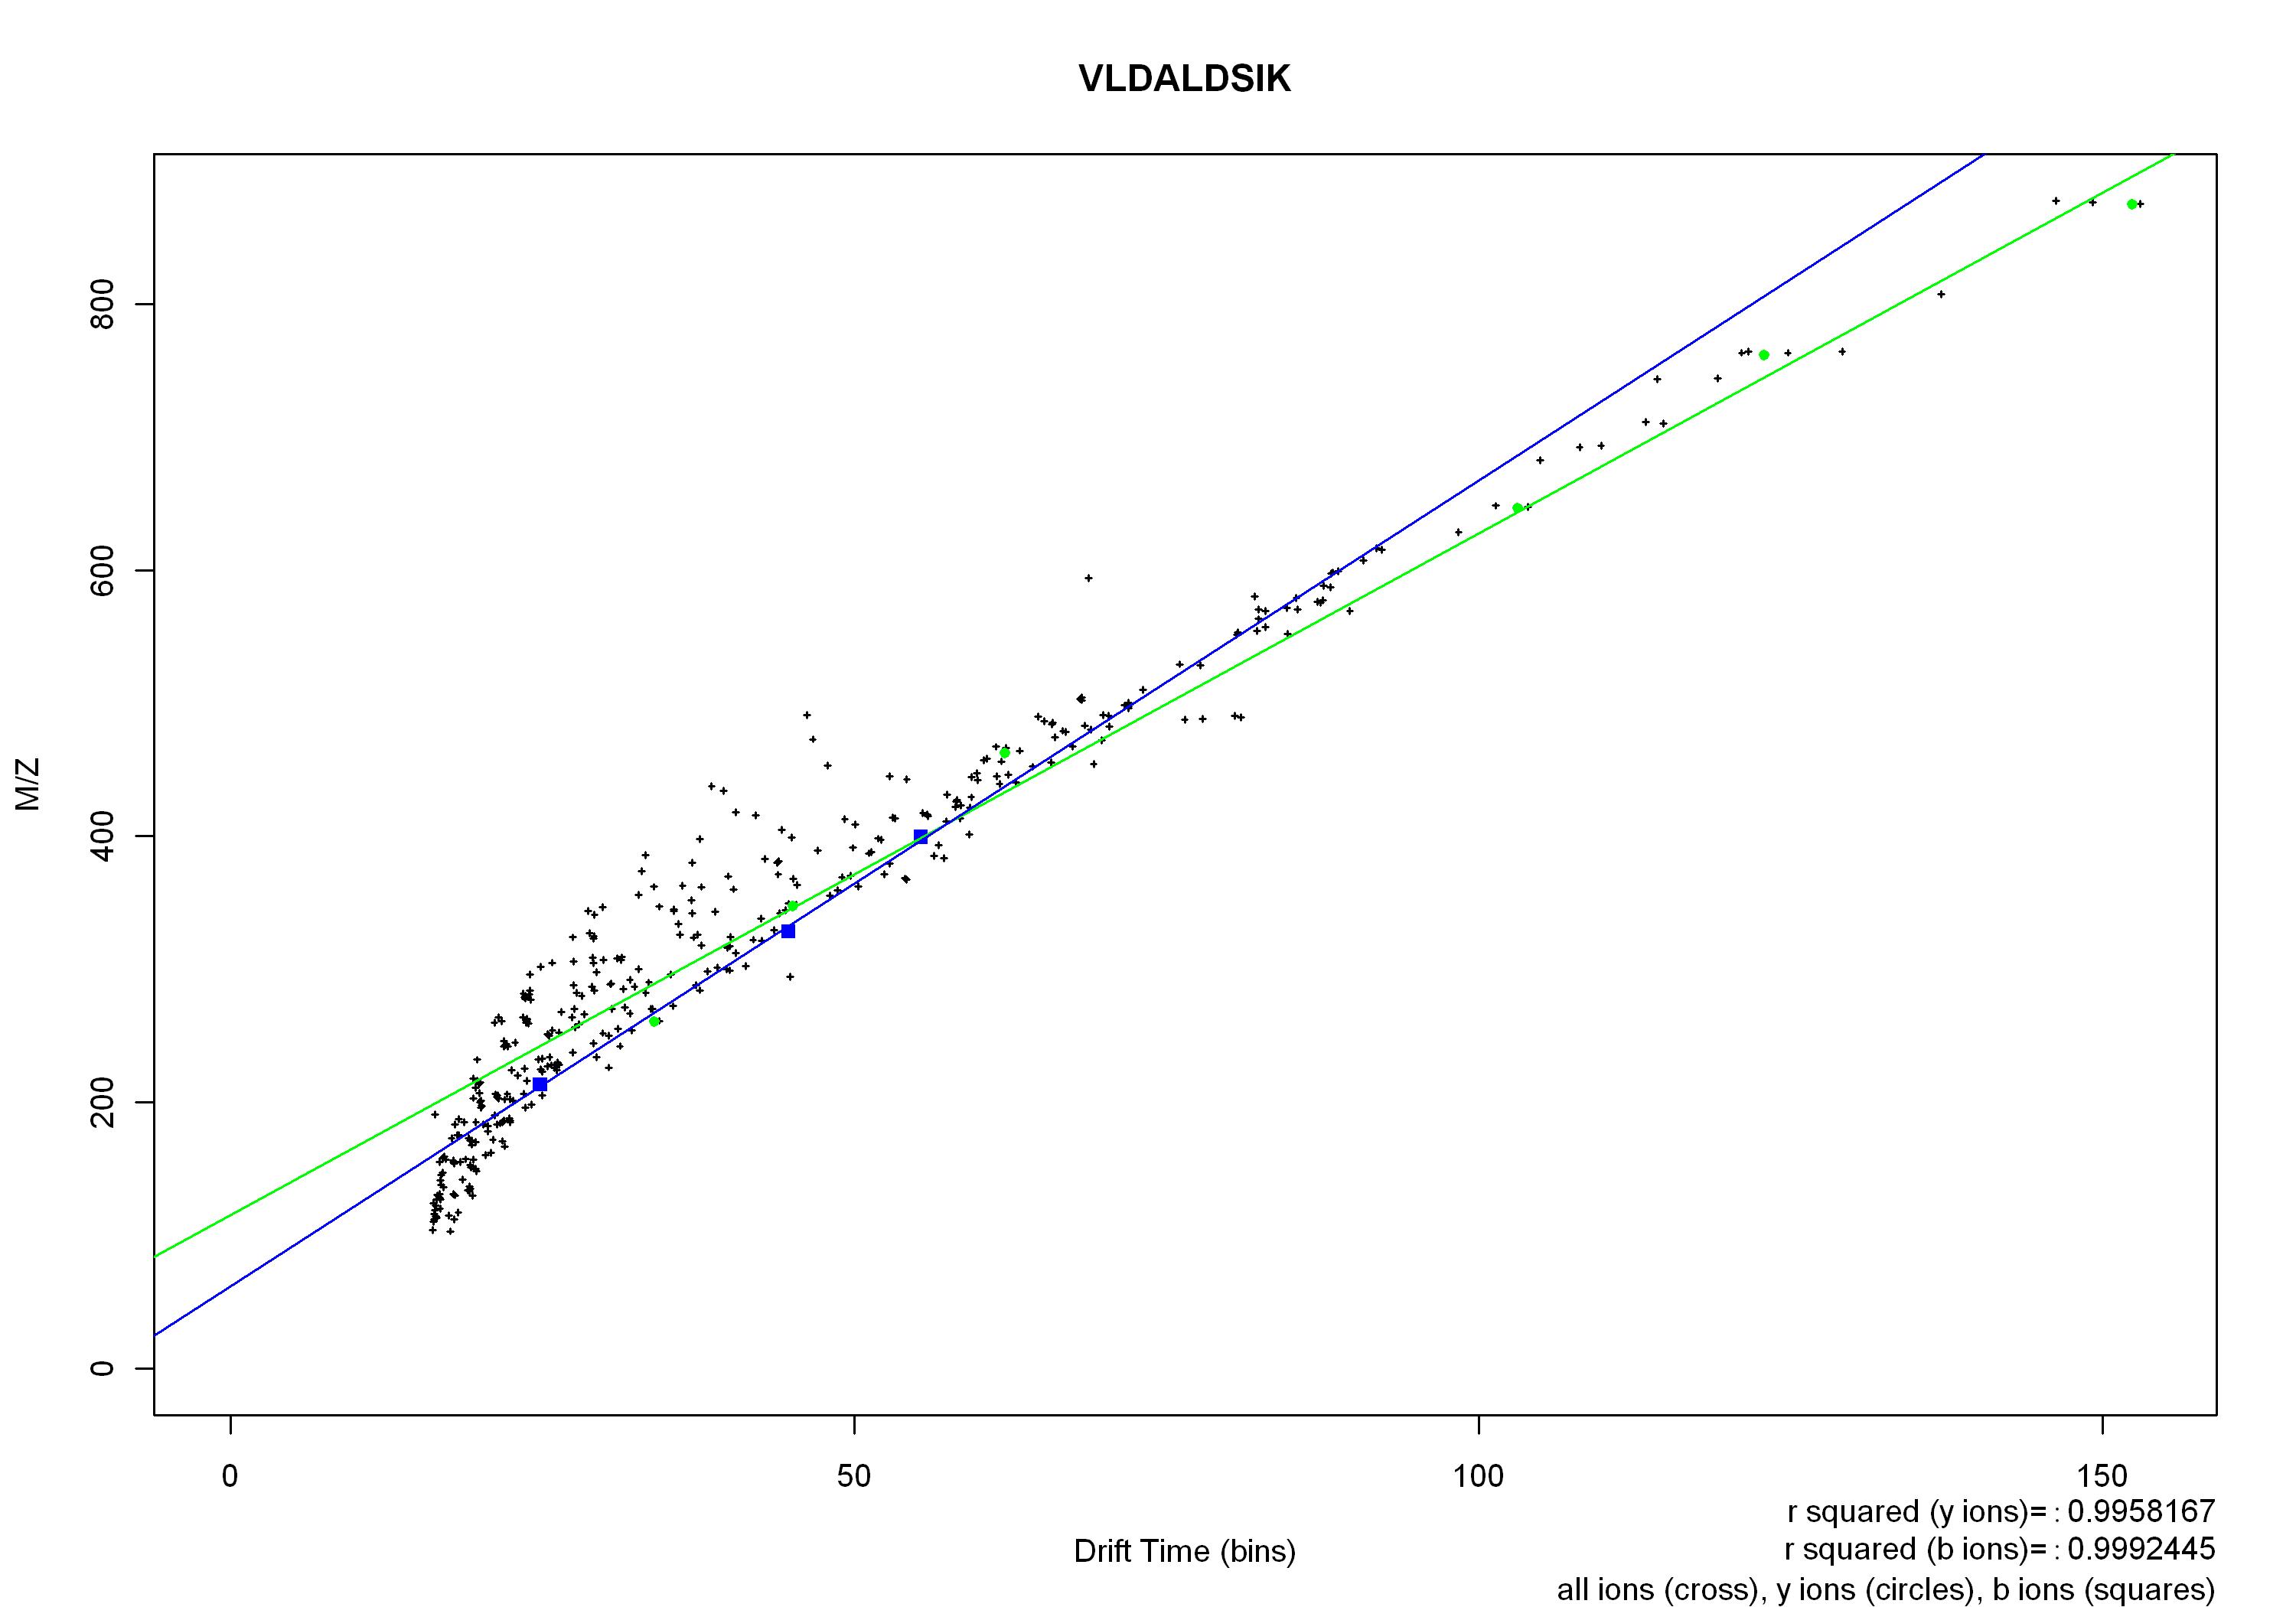 VLDALDSIK
M/Z
800
600
400
200
0
0 50 100 150
Drift Time (bins)
r squared (y ions)= : 0.9958167
r squared (b ions)= : 0.9992445
all ions (cross), y ions (circles), b ions (squares)